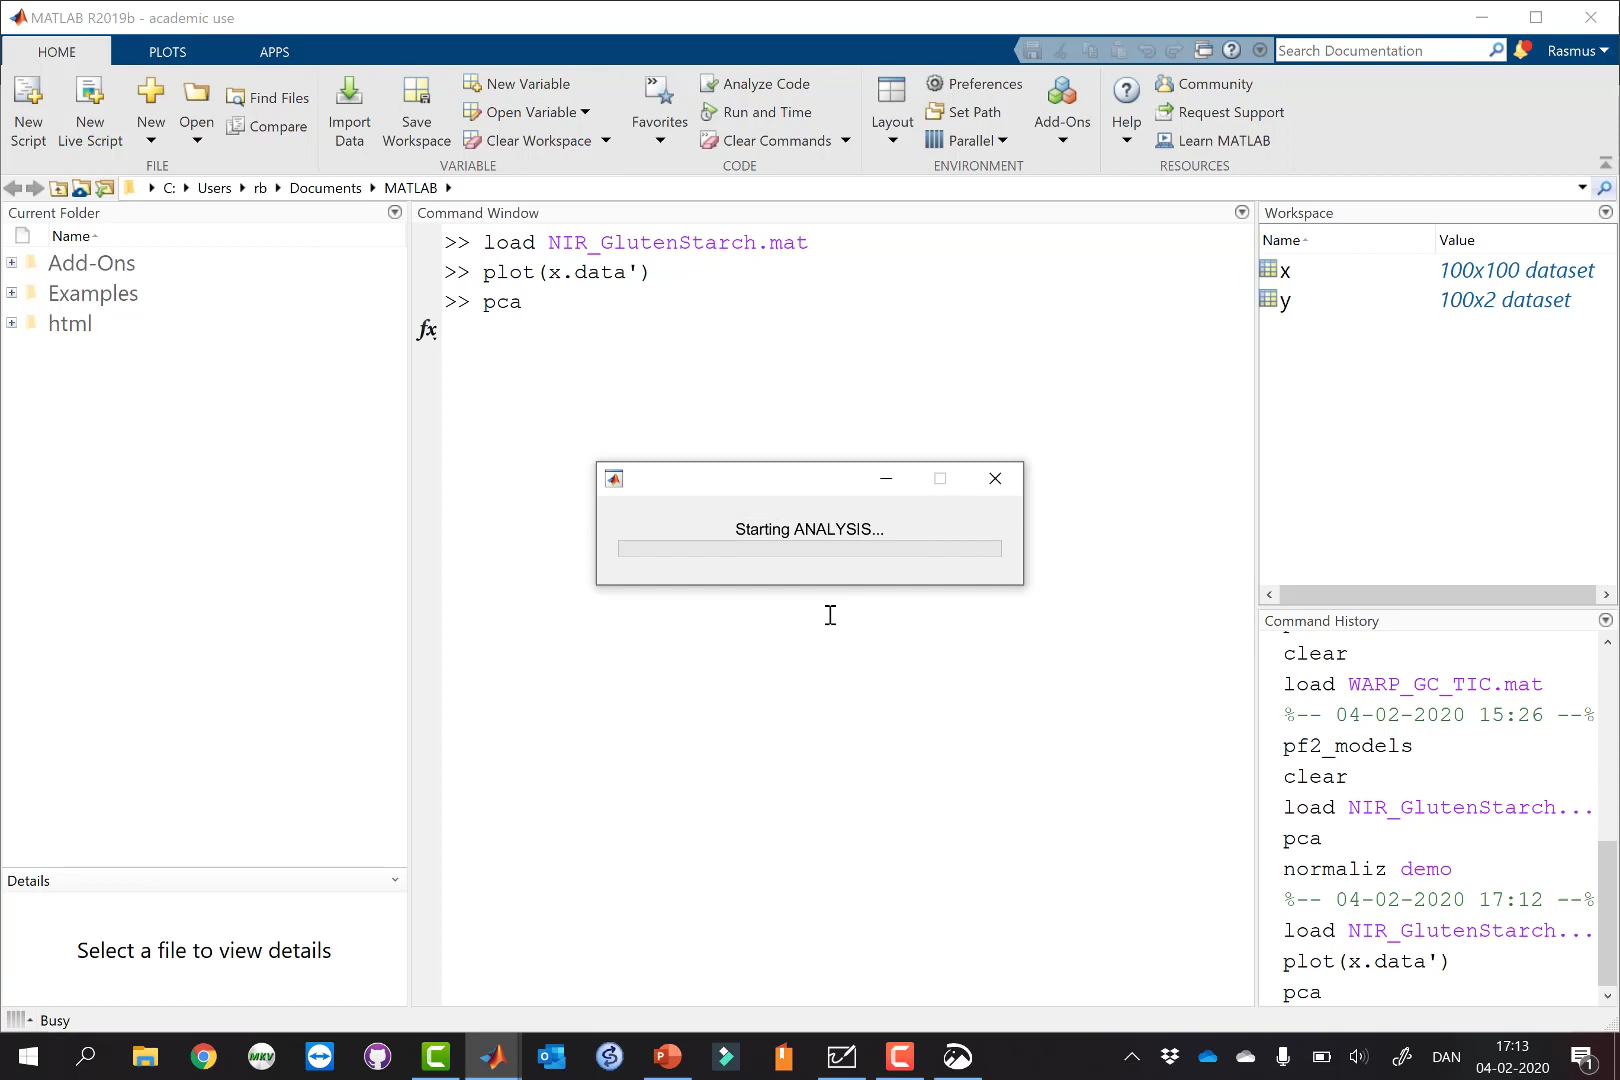 MATLAB R2019b - academic use
HOME
PLOTS
APPS
Search Documentation
Rasmus
New Script
New Live Script
New
Open
Find Files
Compare
FILE
Import Data
Save Workspace
New Variable
Open Variable
Clear Workspace
VARIABLE
Favorites
Analyze Code
Run and Time
Clear Commands
CODE
Layout
Preferences
Set Path
Parallel
ENVIRONMENT
Add-Ons
Help
Community
Request Support
Learn MATLAB
RESOURCES
C: Users rb Documents MATLAB
Current Folder
Name
Add-Ons
Examples
html
Details
Select a file to view details
Command Window
>> load NIR_GlutenStarch.mat
>> plot(x.data')
>> pca
fx
Starting ANALYSIS...
Workspace
Name Value
x 100x100 dataset
y 100x2 dataset
Command History
clear
load WARP_GC_TIC.mat
%-- 04-02-2020 15:26 --%
pf2_models
clear
load NIR_GlutenStarch...
pca
normaliz demo
%-- 04-02-2020 17:12 --%
load NIR_GlutenStarch...
plot(x.data')
pca
Busy
MKV
DAN
17:13
04-02-2020
1